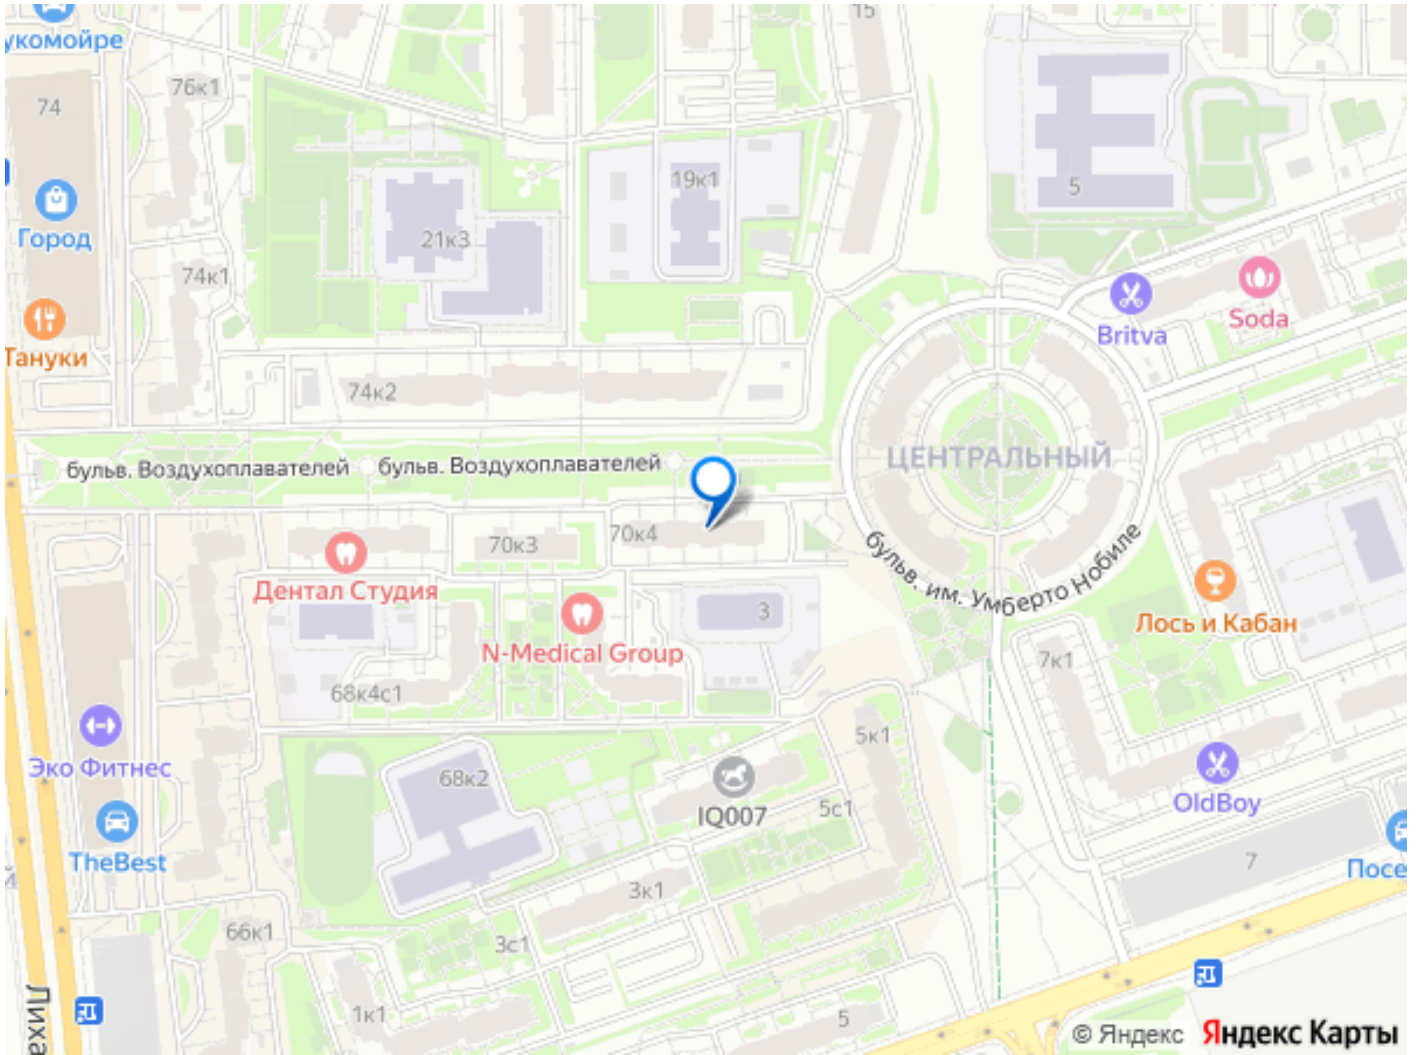 укомойре
15
76к1
74
5
19к1
21к3
Город
74к1
Soda
Britva
Тануки
74к2
ЦЕНТРАЛЬНЫЙ
бульв. Воздухоплавателей
бульв. Воздухоплавателей
70к4
70к3
бульв. им. Умберто Нобиле
Дентал Студия
3
Лось и Кабан
N-Medical Group
7к1
68к4с1
5к1
Эко Фитнес
68к2
OldBoy
5с1
IQ007
TheBest
7
Посе
4
3к1
66к1
3с1
Лиха
1к1
5
© Яндекс Яндекс Карты